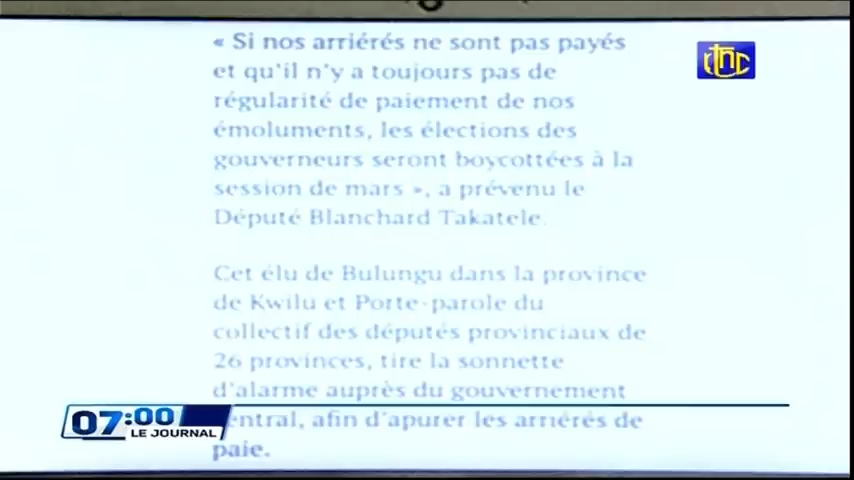 « Si nos arriérés ne sont pas payés
et qu'il n'y a toujours pas de
régularité de paiement de nos
émoluments, les élections des
gouverneurs seront boycottées à la
session de mars », a prévenu le
Député Blanchard Takatele.
Cet élu de Bulungu dans la province
de Kwilu et Porte-parole du
collectif des députés provinciaux de
26 provinces, tire la sonnette
d'alarme auprès du gouvernement
central, afin d'apurer les arriérés de
paie.
07:00
LE JOURNAL